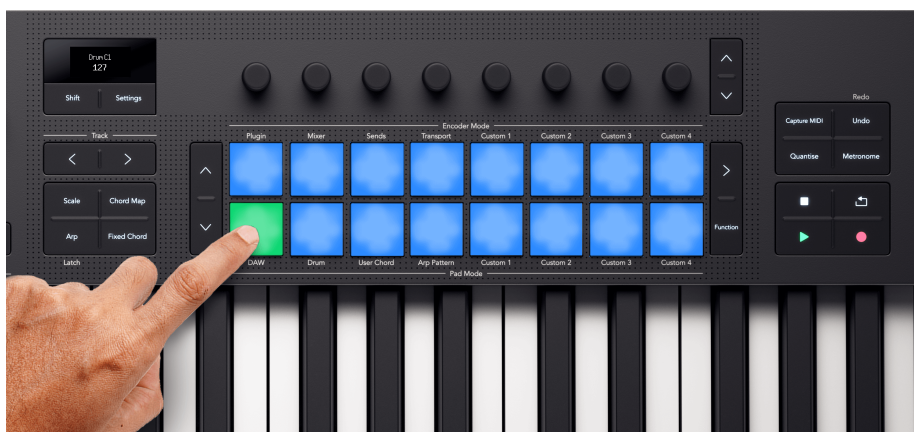 Drum C1
127
Shift Settings
Redo
Capture MIDI Undo
Track
Encoder Mode
Plugin Mixer Sends Transport Custom 1 Custom 2 Custom 3 Custom 4
Quantise Metronome
Scale Chord Map
Arp Fixed Chord
Function
Latch
DAW Drum User Chord Arp Pattern Custom 1 Custom 2 Custom 3 Custom 4
Pad Mode